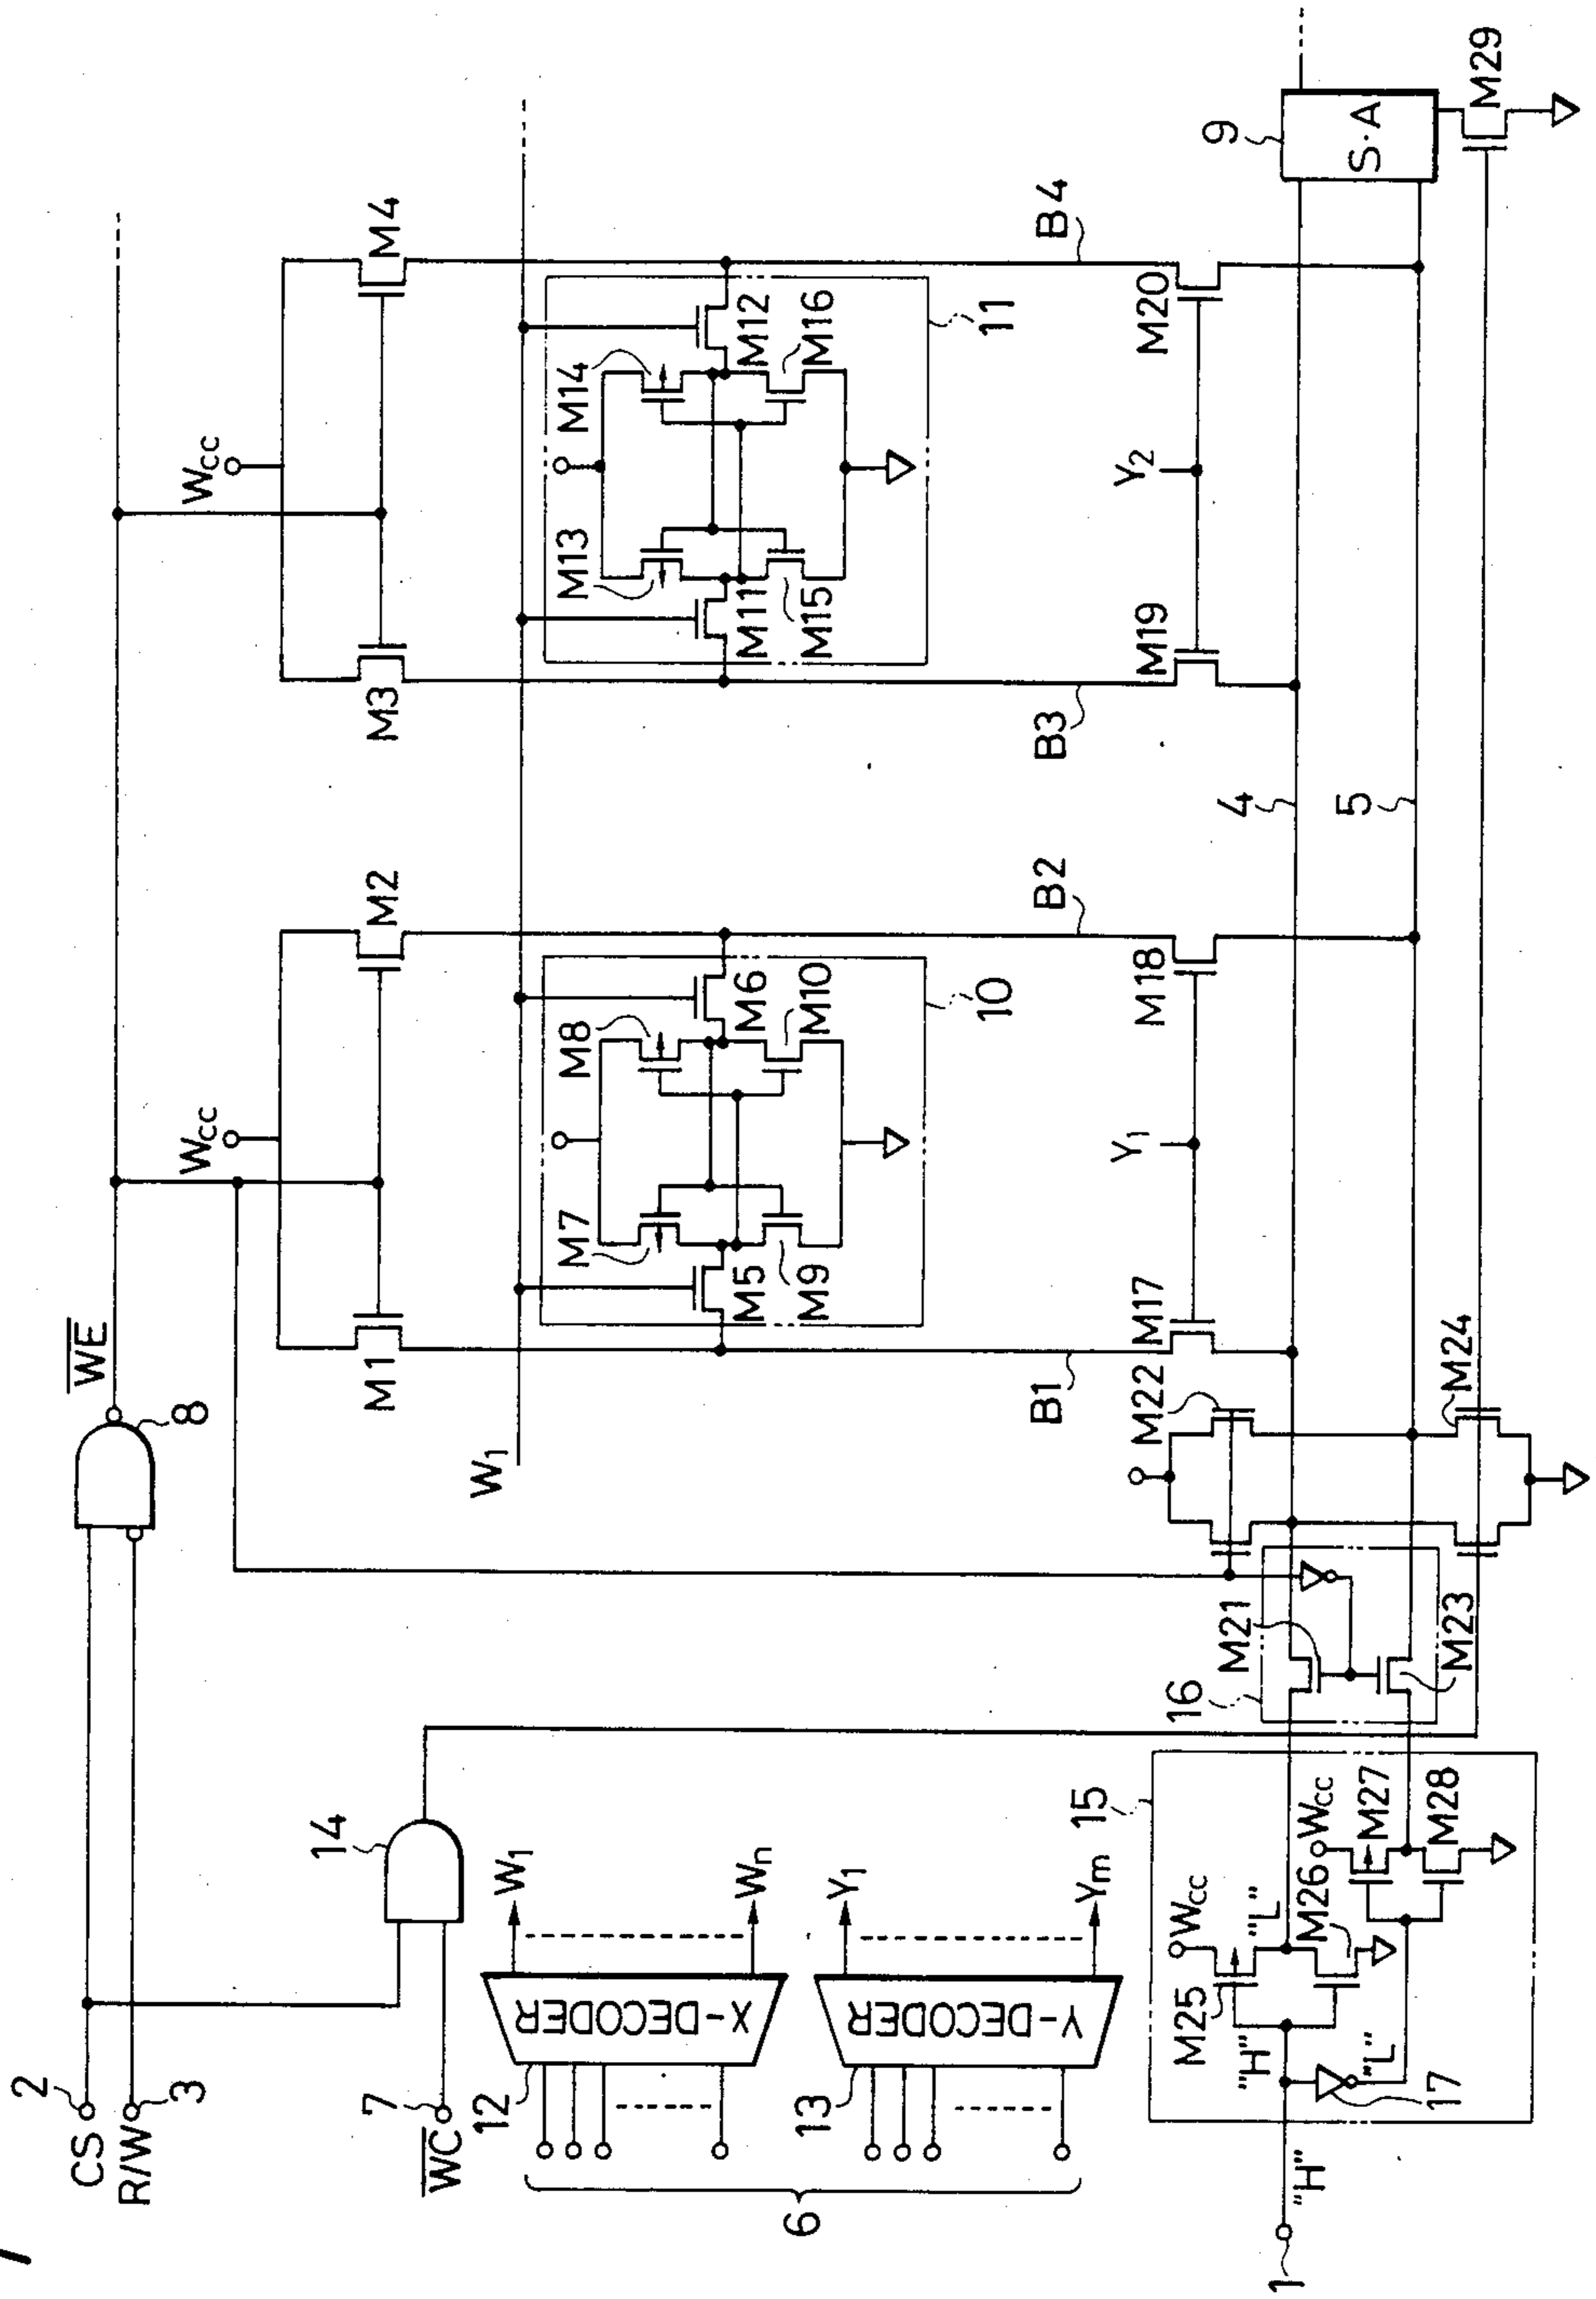 CS
2
R/W
3
WE
8
Wcc
Wcc
M1
M2
M3
M4
14
WC
7
W1
M7
M8
M5
M6
M9
M10
10
M13
M14
M11
M12
M15
M16
11
12
X-DECODER
W1
Wn
6
13
Y-DECODER
Y1
Ym
B1
B2
B3
B4
M22
M17
Y1
M18
M19
Y2
M20
4
5
9
S·A
M29
M24
16
M21
M23
15
1
"H"
"H"
M25
Wcc
"L"
M26
Wcc
M27
M28
"L"
17